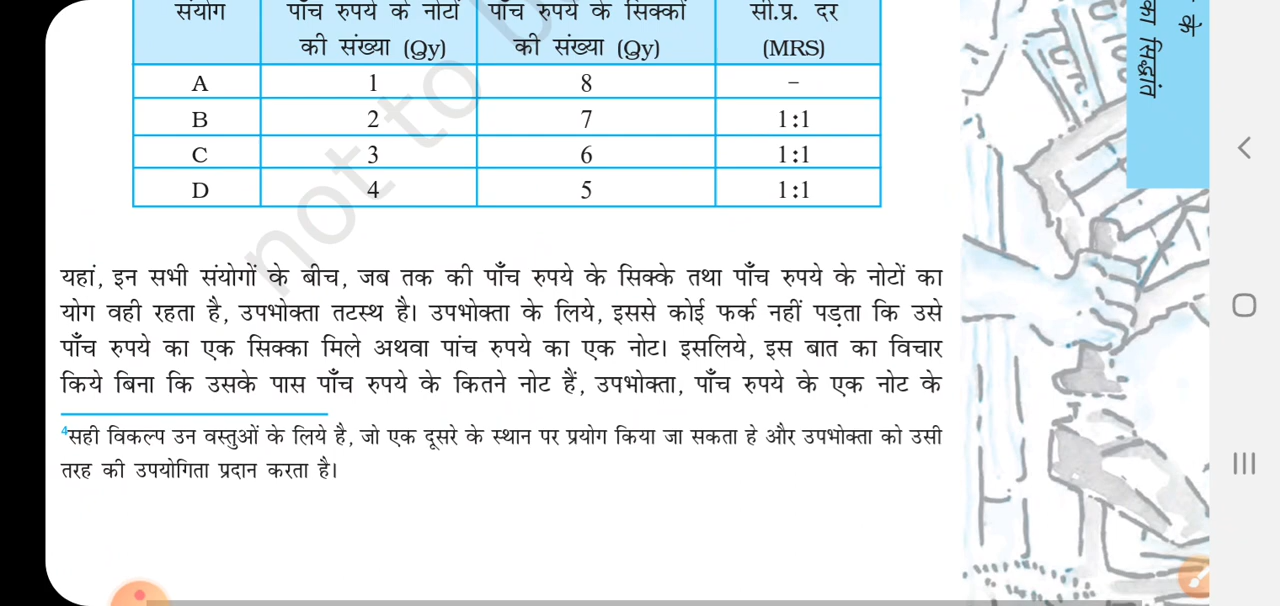 संयोग पाँच रुपये के नोटों पाँच रुपये के सिक्कों सी.प्र. दर
की संख्या (Qy) की संख्या (Qy) (MRS)
A 1 8 –
B 2 7 1:1
C 3 6 1:1
D 4 5 1:1
not to b
यहां, इन सभी संयोगों के बीच, जब तक की पाँच रुपये के सिक्के तथा पाँच रुपये के नोटों का
योग वही रहता है, उपभोक्ता तटस्थ है। उपभोक्ता के लिये, इससे कोई फर्क नहीं पड़ता कि उसे
पाँच रुपये का एक सिक्का मिले अथवा पांच रुपये का एक नोट। इसलिये, इस बात का विचार
किये बिना कि उसके पास पाँच रुपये के कितने नोट हैं, उपभोक्ता, पाँच रुपये के एक नोट के
4सही विकल्प उन वस्तुओं के लिये है, जो एक दूसरे के स्थान पर प्रयोग किया जा सकता हे और उपभोक्ता को उसी
तरह की उपयोगिता प्रदान करता है।
के
का सिद्धांत